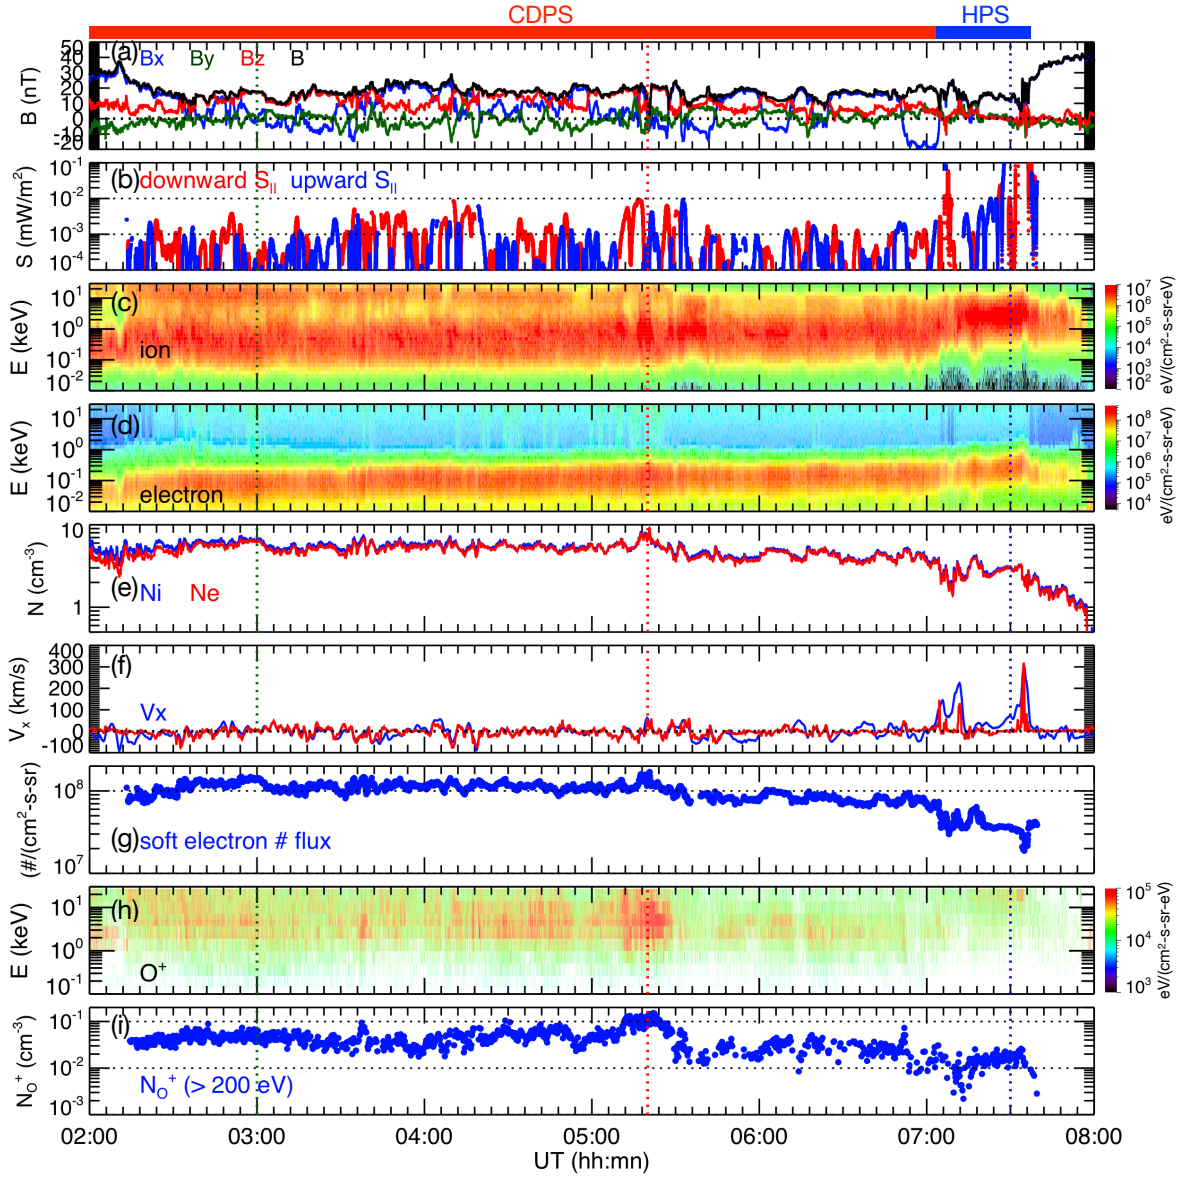 CDPS HPS
(a) Bx By Bz B
B (nT)
50
40
30
20
10
0
-10
-20
(b) downward S|| upward S||
S (mW/m²)
10⁻¹
10⁻²
10⁻³
10⁻⁴
(c)
ion
E (keV)
10¹
10⁰
10⁻¹
10⁻²
10⁷
10⁶
10⁵
10⁴
10³
10²
eV/(cm²-s-sr-eV)
(d)
electron
E (keV)
10¹
10⁰
10⁻¹
10⁻²
10⁸
10⁷
10⁶
10⁵
10⁴
eV/(cm²-s-sr-eV)
(e) Ni Ne
N (cm⁻³)
10
1
(f)
Vx
Vₓ (km/s)
400
300
200
100
0
-100
(g) soft electron # flux
(#/(cm²-s-sr)
10⁸
10⁷
(h)
O⁺
E (keV)
10¹
10⁰
10⁻¹
10⁵
10⁴
10³
eV/(cm²-s-sr-eV)
(i)
N_O⁺ (> 200 eV)
N_O⁺ (cm⁻³)
10⁻¹
10⁻²
10⁻³
02:00 03:00 04:00 05:00 06:00 07:00 08:00
UT (hh:mn)